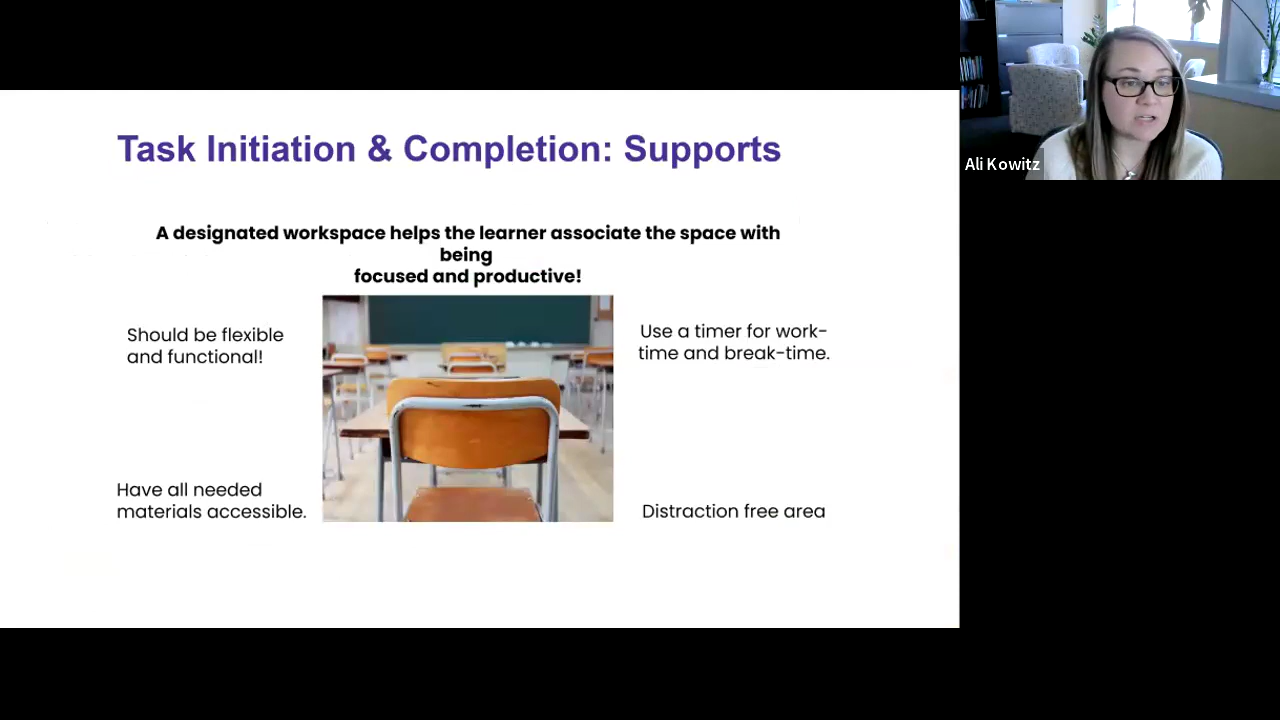 Task Initiation & Completion: Supports
A designated workspace helps the learner associate the space with
being
focused and productive!
Should be flexible
and functional!
Use a timer for work-
time and break-time.
Have all needed
materials accessible.
Distraction free area
Ali Kowitz